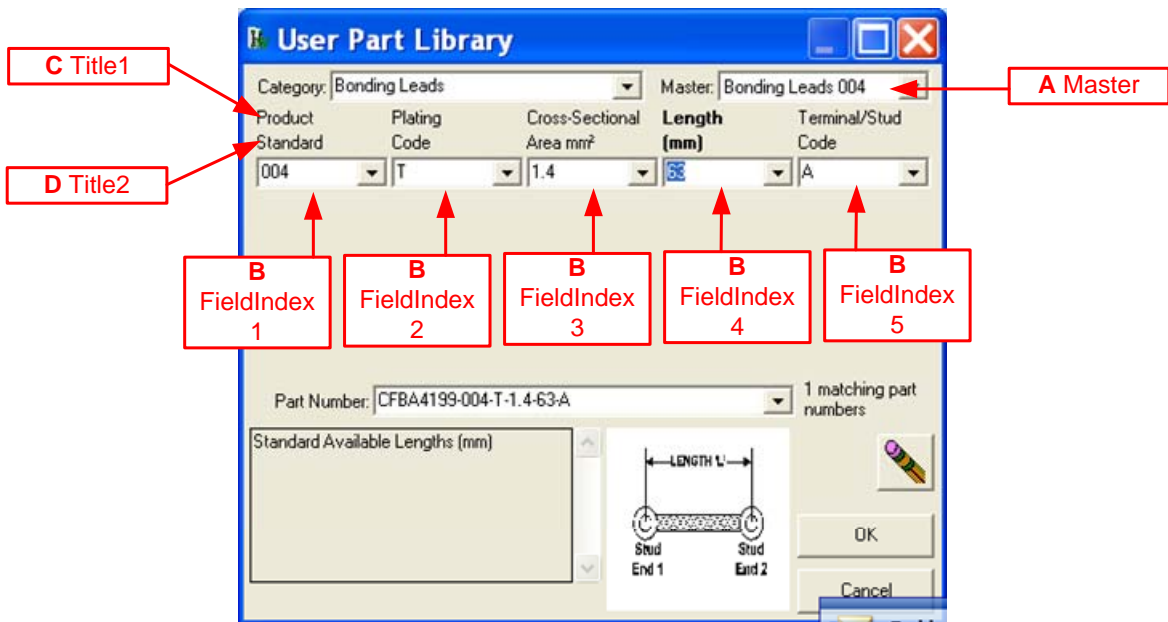 User Part Library
C Title1
Category: Bonding Leads
Master: Bonding Leads 004
A Master
Product
Standard
Plating
Code
Cross-Sectional
Area mm²
Length
(mm)
Terminal/Stud
Code
D Title2
004
T
1.4
63
A
B
FieldIndex
1
B
FieldIndex
2
B
FieldIndex
3
B
FieldIndex
4
B
FieldIndex
5
Part Number: CFBA4199-004-T-1.4-63-A
1 matching part
numbers
Standard Available Lengths (mm)
LENGTH 'L'
Stud
End 1
Stud
End 2
OK
Cancel